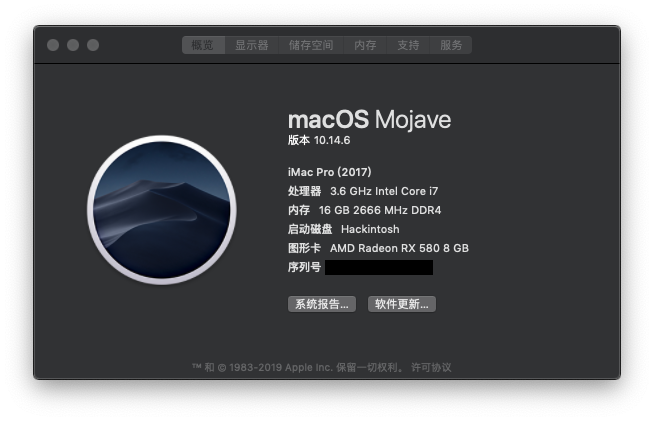 概览 显示器 储存空间 内存 支持 服务
macOS Mojave
版本 10.14.6
iMac Pro (2017)
处理器 3.6 GHz Intel Core i7
内存 16 GB 2666 MHz DDR4
启动磁盘 Hackintosh
图形卡 AMD Radeon RX 580 8 GB
序列号
系统报告... 软件更新...
™ 和 © 1983-2019 Apple Inc. 保留一切权利。 许可协议